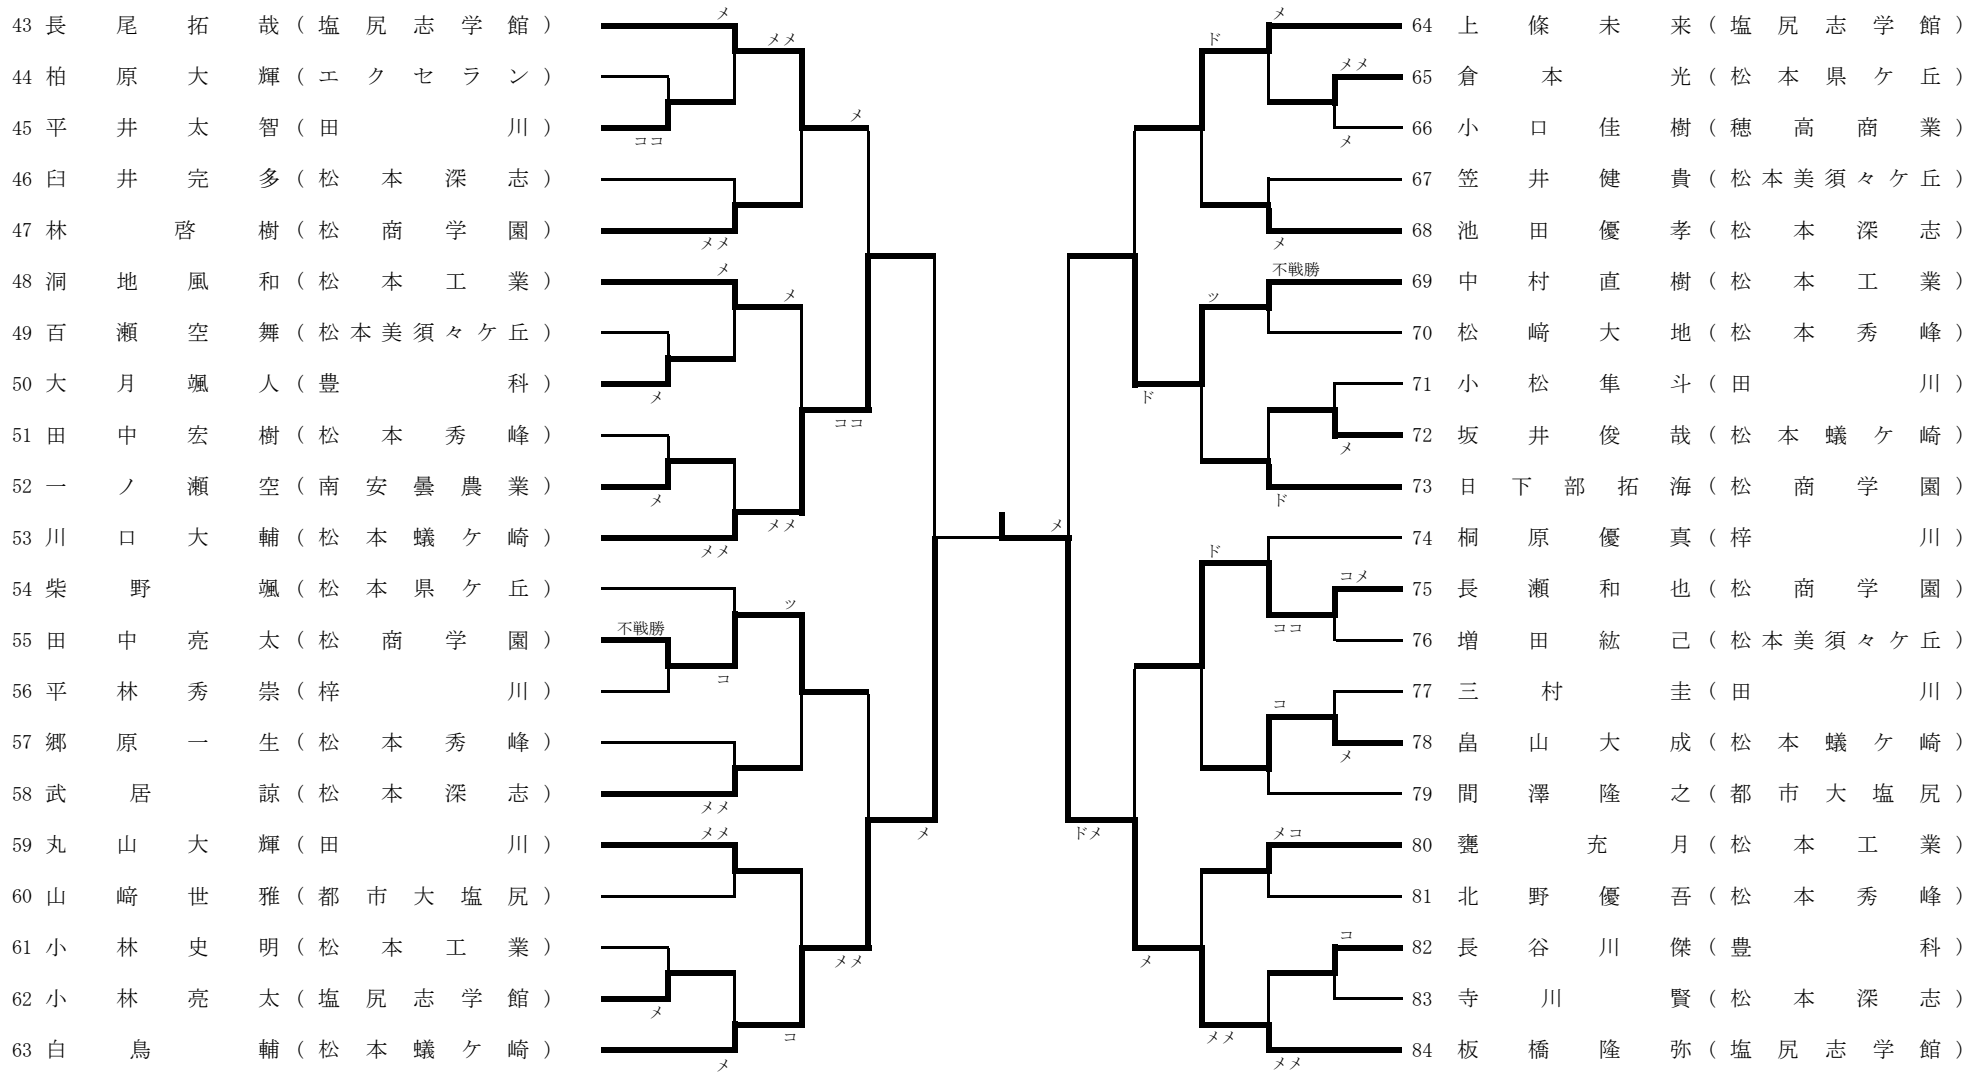 43 長尾拓哉（塩尻志学館）
44 柏原大輝（エクセラン）
45 平井太智（田川）
46 臼井完多（松本深志）
47 林啓樹（松商学園）
48 洞地風和（松本工業）
49 百瀬空舞（松本美須々ケ丘）
50 大月颯人（豊科）
51 田中宏樹（松本秀峰）
52 一ノ瀬空（南安曇農業）
53 川口大輔（松本蟻ケ崎）
54 柴野颯（松本県ケ丘）
55 田中亮太（松商学園）
56 平林秀崇（梓川）
57 郷原一生（松本秀峰）
58 武居諒（松本深志）
59 丸山大輝（田川）
60 山﨑世雅（都市大塩尻）
61 小林史明（松本工業）
62 小林亮太（塩尻志学館）
63 白鳥輔（松本蟻ケ崎）
メ
ココ
メメ
メメ
メ
メ
メ
メ
メ
メメ
メメ
ココ
不戦勝
コ
ツ
メメ
メメ
メ
メ
コ
メメ
メ
メ
ドメ
メ
ド
メメ
メ
メ
不戦勝
ツ
ド
メ
ド
ド
コメ
ココ
コ
メ
メコ
メ
コ
メメ
メメ
64 上條未来（塩尻志学館）
65 倉本光（松本県ケ丘）
66 小口佳樹（穂高商業）
67 笠井健貴（松本美須々ケ丘）
68 池田優孝（松本深志）
69 中村直樹（松本工業）
70 松﨑大地（松本秀峰）
71 小松隼斗（田川）
72 坂井俊哉（松本蟻ケ崎）
73 日下部拓海（松商学園）
74 桐原優真（梓川）
75 長瀬和也（松商学園）
76 増田紘己（松本美須々ケ丘）
77 三村圭（田川）
78 畠山大成（松本蟻ケ崎）
79 間澤隆之（都市大塩尻）
80 甕充月（松本工業）
81 北野優吾（松本秀峰）
82 長谷川傑（豊科）
83 寺川賢（松本深志）
84 板橋隆弥（塩尻志学館）